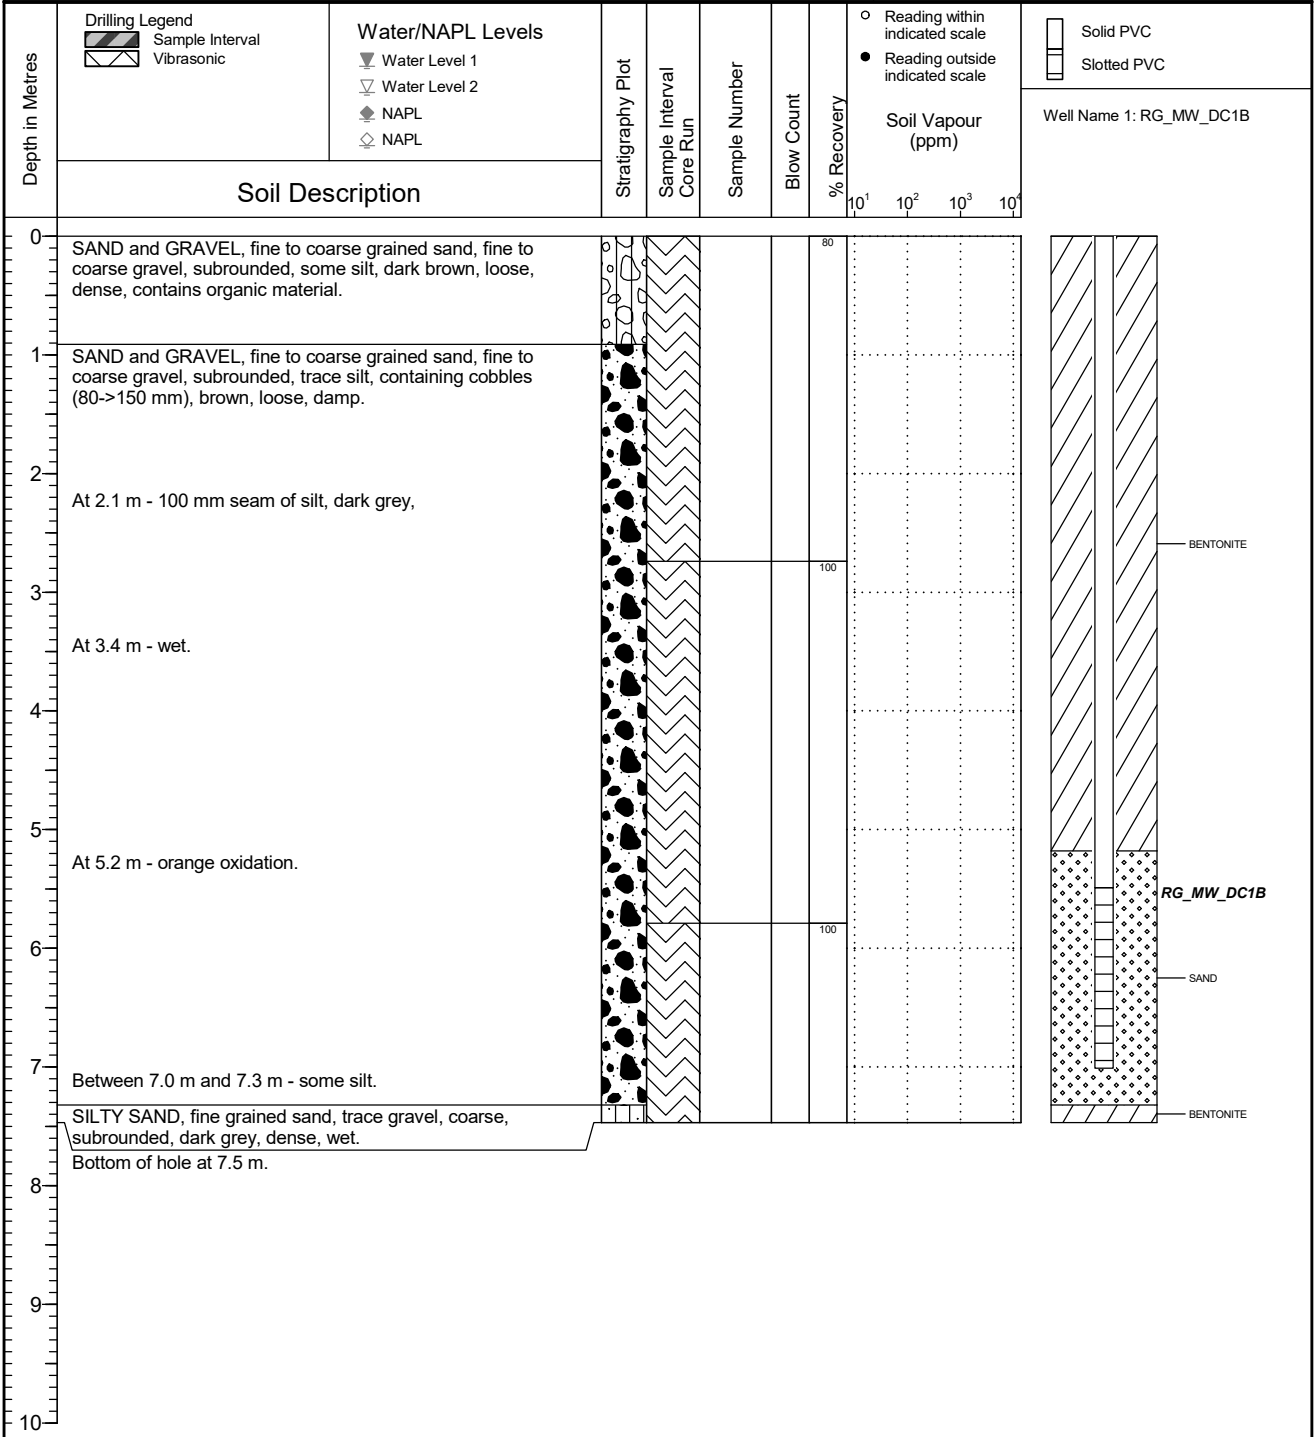 Depth in Metres
Drilling Legend
Sample Interval
Vibrasonic
Water/NAPL Levels
Water Level 1
Water Level 2
NAPL
NAPL
Soil Description
Stratigraphy Plot
Sample Interval
Core Run
Sample Number
Blow Count
% Recovery
Reading within
indicated scale
Reading outside
indicated scale
Soil Vapour
(ppm)
10¹ 10² 10³ 10⁴
Solid PVC
Slotted PVC
Well Name 1: RG_MW_DC1B
0
SAND and GRAVEL, fine to coarse grained sand, fine to
coarse gravel, subrounded, some silt, dark brown, loose,
dense, contains organic material.
80
1
SAND and GRAVEL, fine to coarse grained sand, fine to
coarse gravel, subrounded, trace silt, containing cobbles
(80->150 mm), brown, loose, damp.
2
At 2.1 m - 100 mm seam of silt, dark grey,
BENTONITE
100
3
At 3.4 m - wet.
4
5
At 5.2 m - orange oxidation.
RG_MW_DC1B
100
6
SAND
7
Between 7.0 m and 7.3 m - some silt.
SILTY SAND, fine grained sand, trace gravel, coarse,
subrounded, dark grey, dense, wet.
BENTONITE
Bottom of hole at 7.5 m.
8
9
10